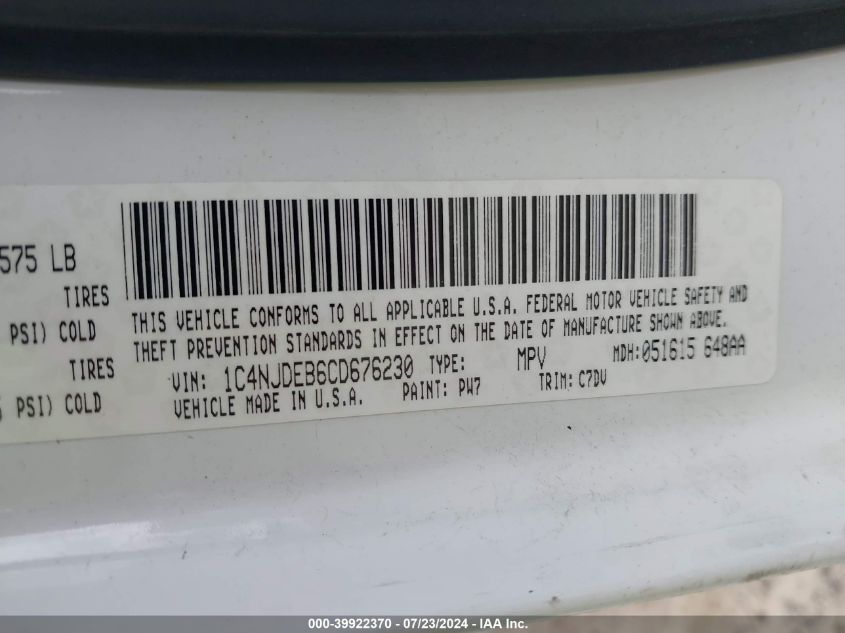 575 LB
TIRES
PSI) COLD
TIRES
PSI) COLD
THIS VEHICLE CONFORMS TO ALL APPLICABLE U.S.A. FEDERAL MOTOR VEHICLE SAFETY AND
THEFT PREVENTION STANDARDS IN EFFECT ON THE DATE OF MANUFACTURE SHOWN ABOVE.
VIN: 1C4NJDEB6CD676230 TYPE: MPV MDH:051615 648AA
VEHICLE MADE IN U.S.A. PAINT: PW7 TRIM: C7DV
000-39922370 - 07/23/2024 - IAA Inc.